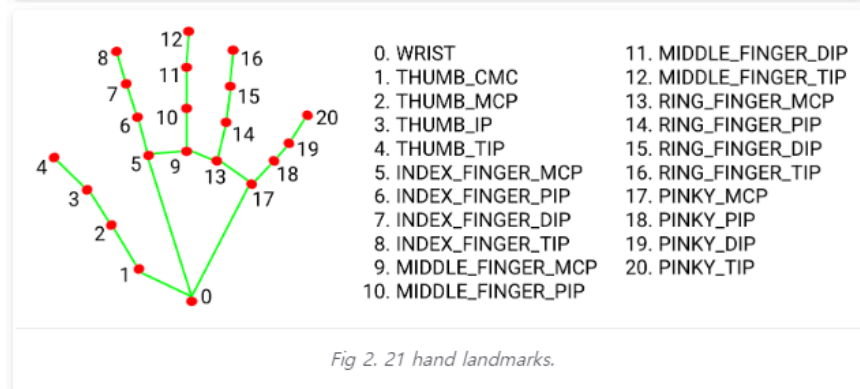 12
8
16
11
7
15
10
6
14
20
5
9
19
4
13
18
3
17
2
1
0
0. WRIST
1. THUMB_CMC
2. THUMB_MCP
3. THUMB_IP
4. THUMB_TIP
5. INDEX_FINGER_MCP
6. INDEX_FINGER_PIP
7. INDEX_FINGER_DIP
8. INDEX_FINGER_TIP
9. MIDDLE_FINGER_MCP
10. MIDDLE_FINGER_PIP
11. MIDDLE_FINGER_DIP
12. MIDDLE_FINGER_TIP
13. RING_FINGER_MCP
14. RING_FINGER_PIP
15. RING_FINGER_DIP
16. RING_FINGER_TIP
17. PINKY_MCP
18. PINKY_PIP
19. PINKY_DIP
20. PINKY_TIP
Fig 2. 21 hand landmarks.